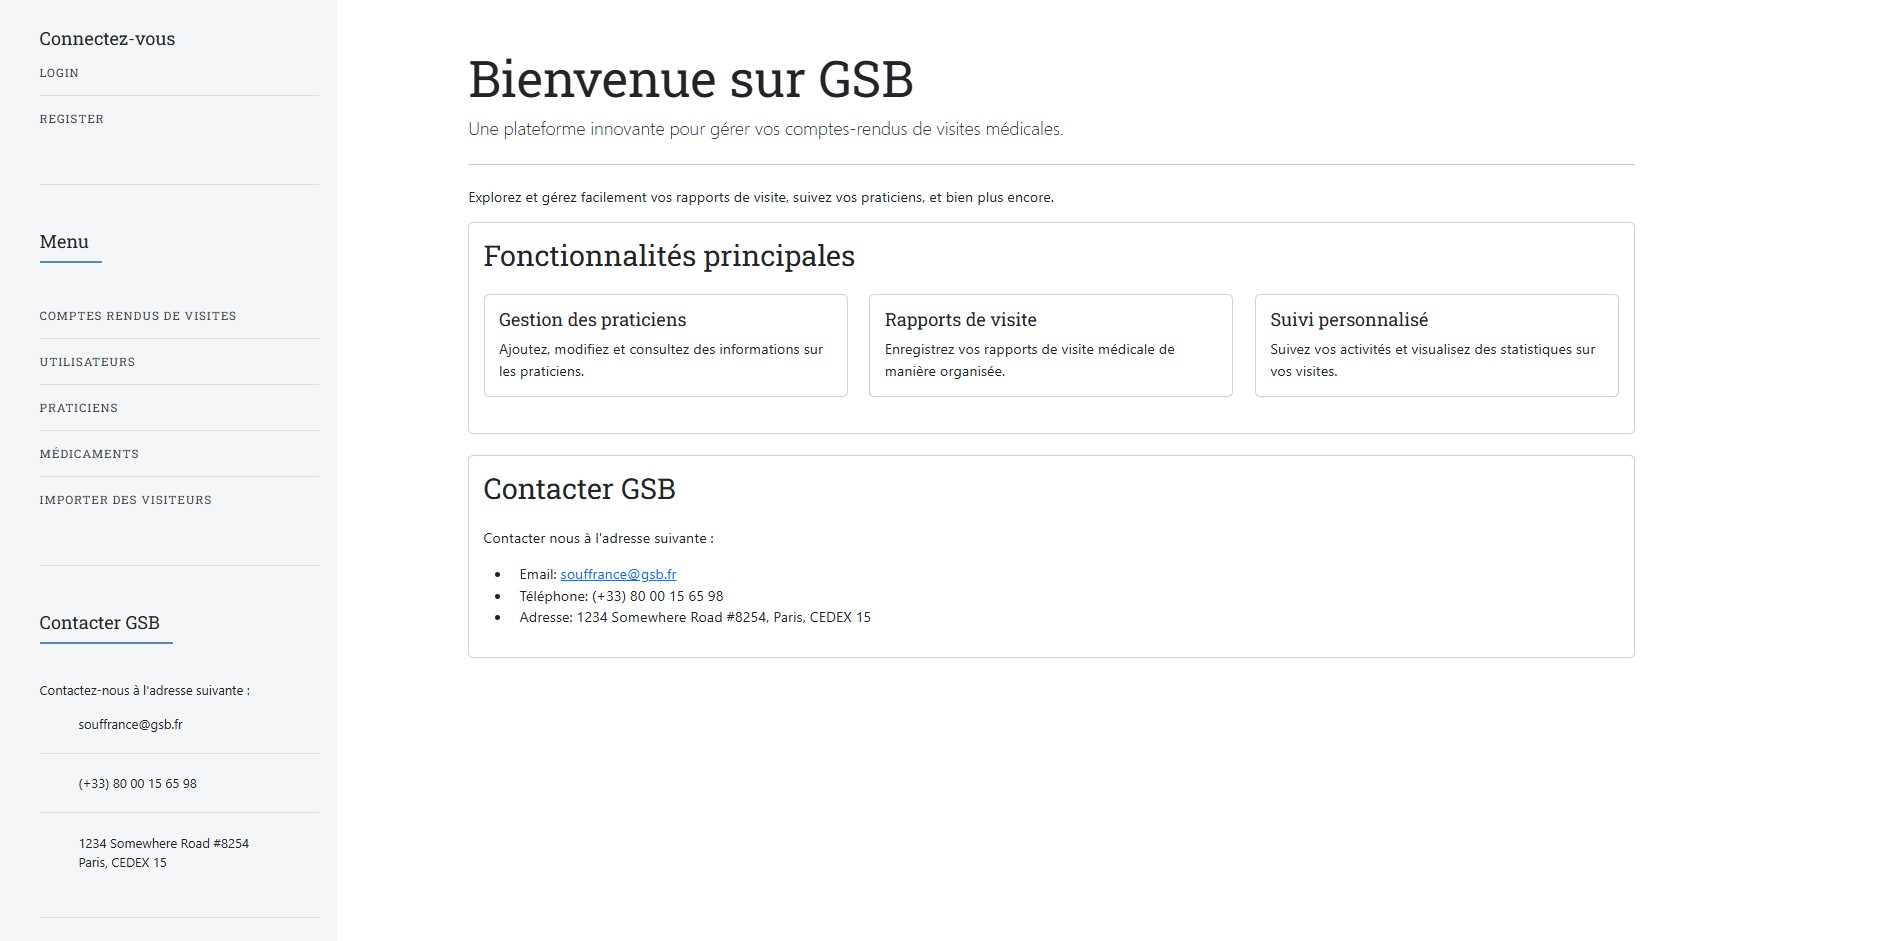 Connectez-vous
LOGIN
REGISTER
Menu
COMPTES RENDUS DE VISITES
UTILISATEURS
PRATICIENS
MÉDICAMENTS
IMPORTER DES VISITEURS
Contacter GSB
Contactez-nous à l'adresse suivante :
souffrance@gsb.fr
(+33) 80 00 15 65 98
1234 Somewhere Road #8254
Paris, CEDEX 15
Bienvenue sur GSB
Une plateforme innovante pour gérer vos comptes-rendus de visites médicales.
Explorez et gérez facilement vos rapports de visite, suivez vos praticiens, et bien plus encore.
Fonctionnalités principales
Gestion des praticiens
Ajoutez, modifiez et consultez des informations sur
les praticiens.
Rapports de visite
Enregistrez vos rapports de visite médicale de
manière organisée.
Suivi personnalisé
Suivez vos activités et visualisez des statistiques sur
vos visites.
Contacter GSB
Contacter nous à l'adresse suivante :
Email: souffrance@gsb.fr
Téléphone: (+33) 80 00 15 65 98
Adresse: 1234 Somewhere Road #8254, Paris, CEDEX 15